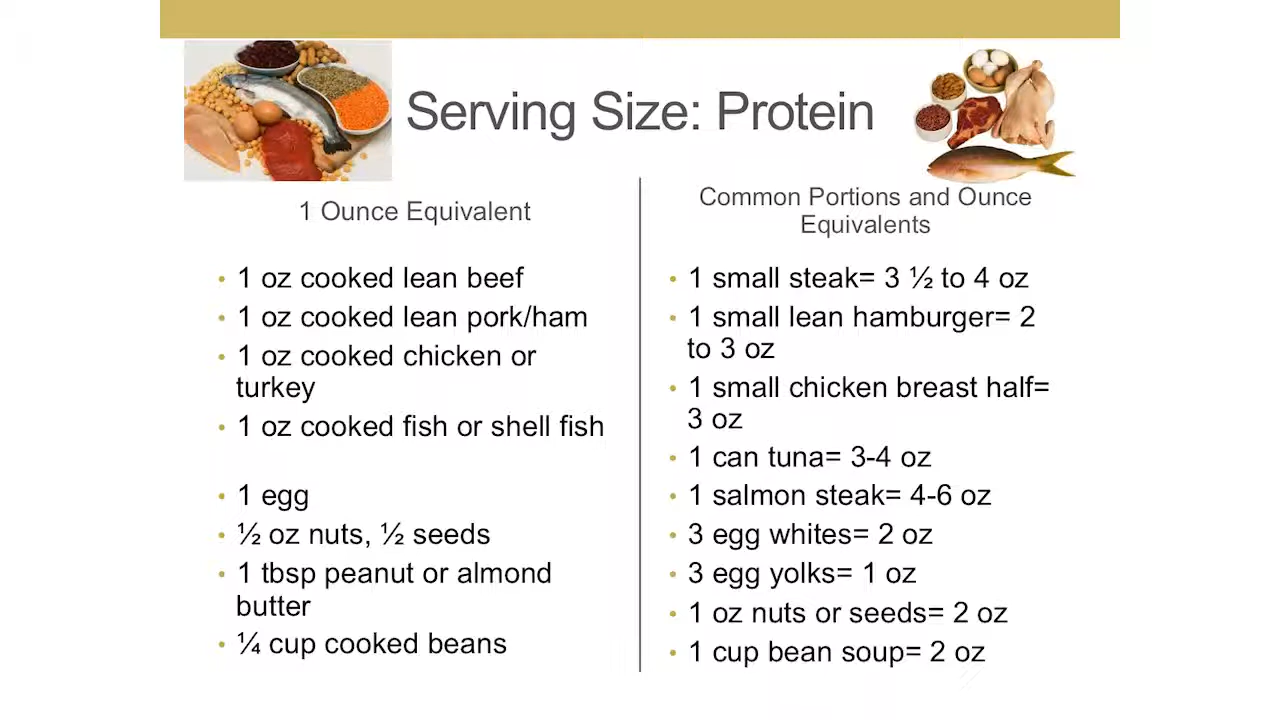 Serving Size: Protein
1 Ounce Equivalent
• 1 oz cooked lean beef
• 1 oz cooked lean pork/ham
• 1 oz cooked chicken or
turkey
• 1 oz cooked fish or shell fish
• 1 egg
• ½ oz nuts, ½ seeds
• 1 tbsp peanut or almond
butter
• ¼ cup cooked beans
Common Portions and Ounce
Equivalents
• 1 small steak= 3 ½ to 4 oz
• 1 small lean hamburger= 2
to 3 oz
• 1 small chicken breast half=
3 oz
• 1 can tuna= 3-4 oz
• 1 salmon steak= 4-6 oz
• 3 egg whites= 2 oz
• 3 egg yolks= 1 oz
• 1 oz nuts or seeds= 2 oz
• 1 cup bean soup= 2 oz